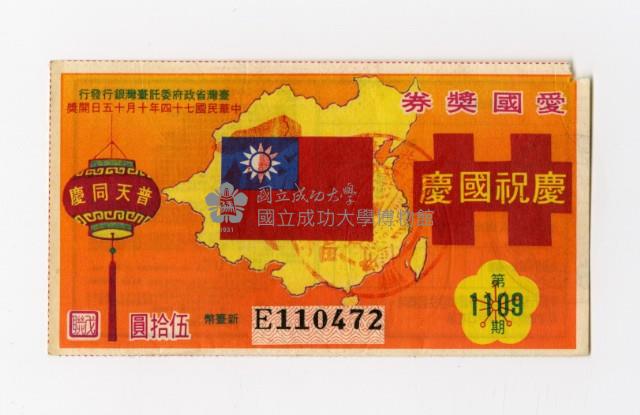 券獎國愛
行發行銀灣臺託委府政省灣臺
獎開日五十月十年四十七國民華中
慶國祝慶
慶同天普
國立成功大學
國立成功大學博物館
1931
第
1109
期
聯戊
圓拾伍
幣臺新
E110472